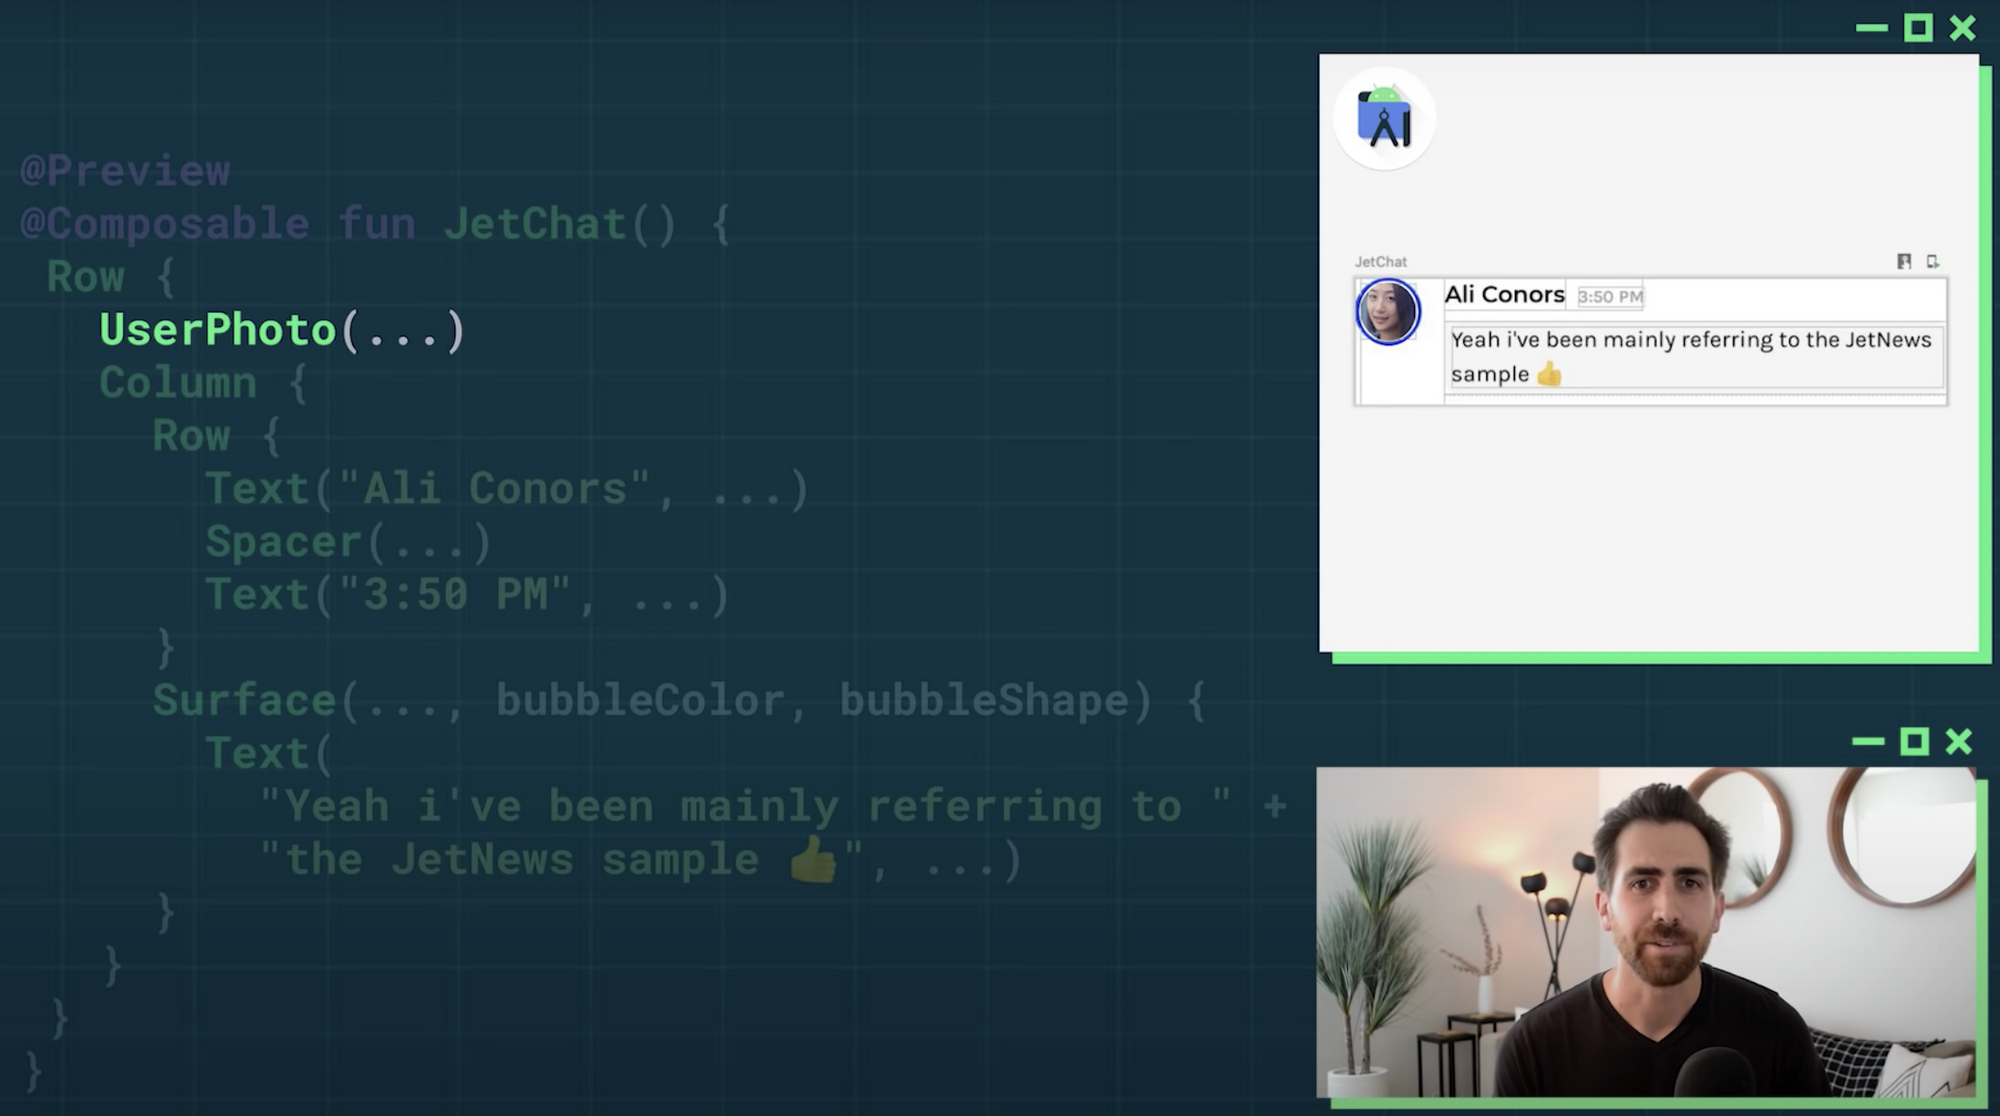 @Preview
@Composable fun JetChat() {
Row {
UserPhoto(...)
Column {
Row {
Text("Ali Conors", ...)
Spacer(...)
Text("3:50 PM", ...)
}
Surface(..., bubbleColor, bubbleShape) {
Text(
"Yeah i've been mainly referring to " +
"the JetNews sample 👍", ...)
}
}
}
}
JetChat
Ali Conors 3:50 PM
Yeah i've been mainly referring to the JetNews
sample 👍